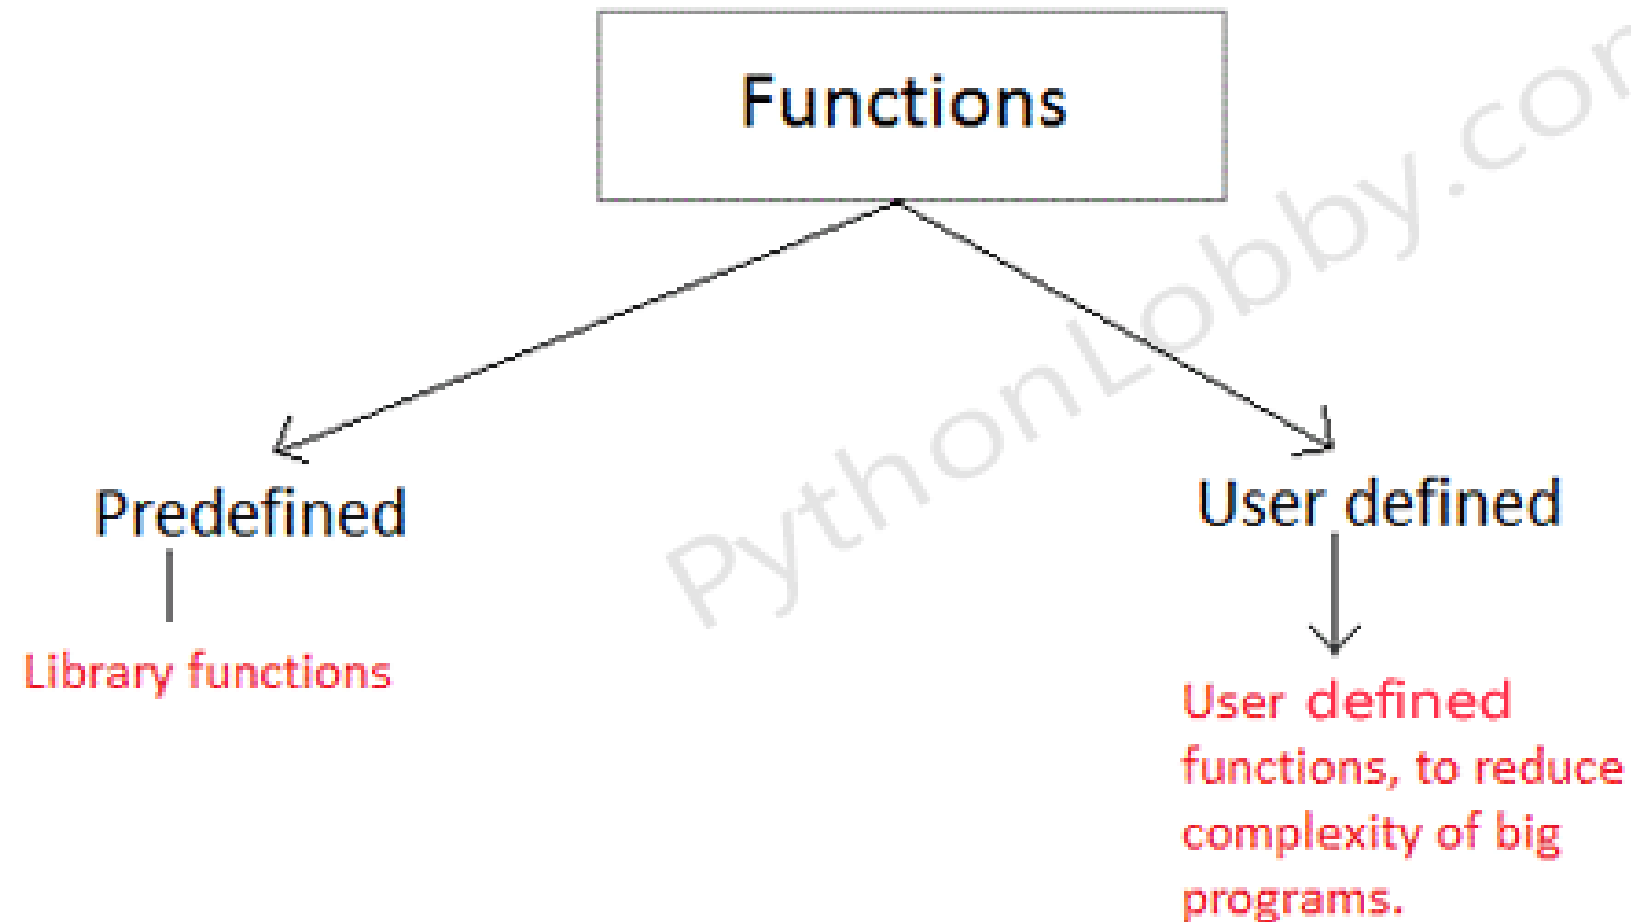 Functions
PythonLobby.com
Predefined
User defined
Library functions
User defined
functions, to reduce
complexity of big
programs.